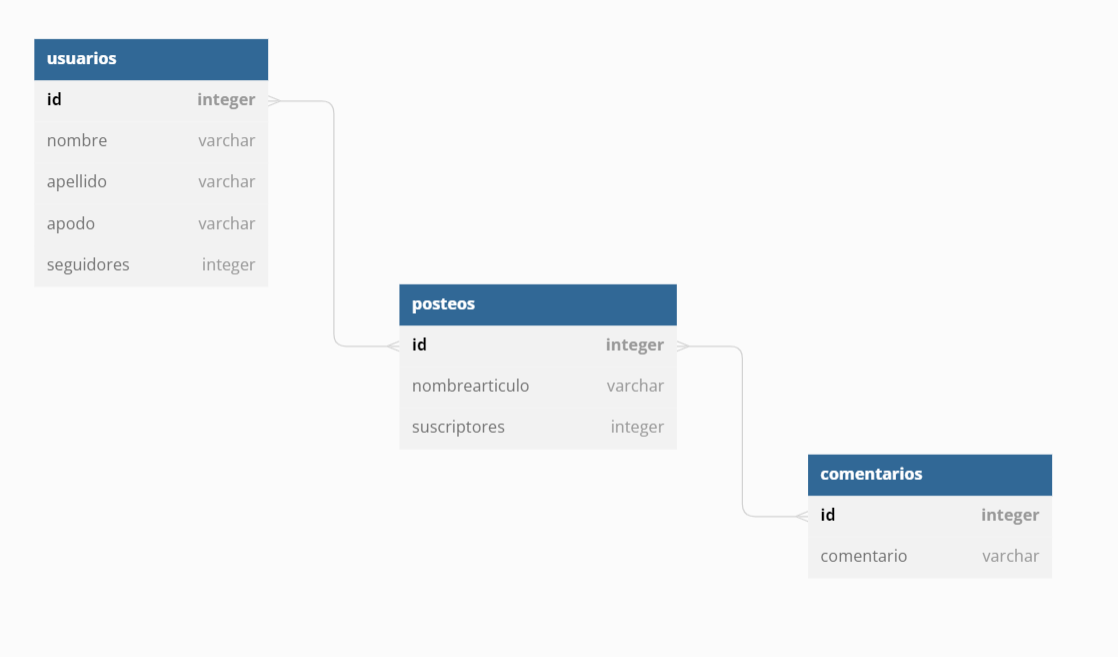 usuarios
id integer
nombre varchar
apellido varchar
apodo varchar
seguidores integer
posteos
id integer
nombrearticulo varchar
suscriptores integer
comentarios
id integer
comentario varchar